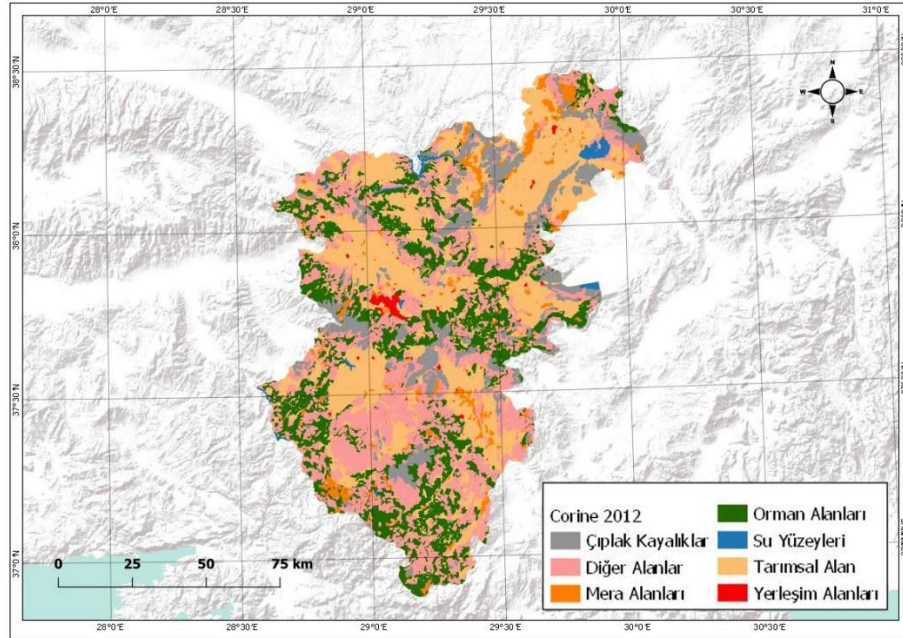 28°0'E 28°30'E 29°0'E 29°30'E 30°0'E 30°30'E 31°0'E
38°30'N
38°0'N
37°30'N
37°0'N
N
W E
S
Corine 2012
Çıplak Kayalıklar
Diğer Alanlar
Mera Alanları
Orman Alanları
Su Yüzeyleri
Tarımsal Alan
Yerleşim Alanları
0 25 50 75 km
28°0'E 28°30'E 29°0'E 29°30'E 30°0'E 30°30'E